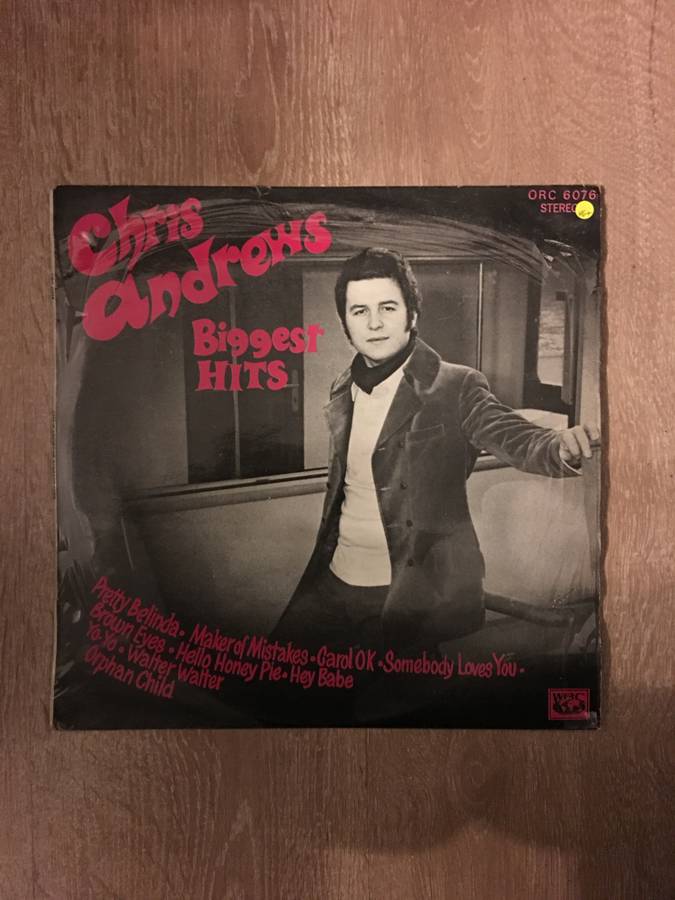 ORC 6076
STEREO
Chris
andrews
Biggest
HITS
Pretty Belinda • Maker of Mistakes • Carol OK • Somebody Loves You •
Brown Eyes • Hello Honey Pie • Hey Babe
Yo Yo • Walter Walter
Orphan Child